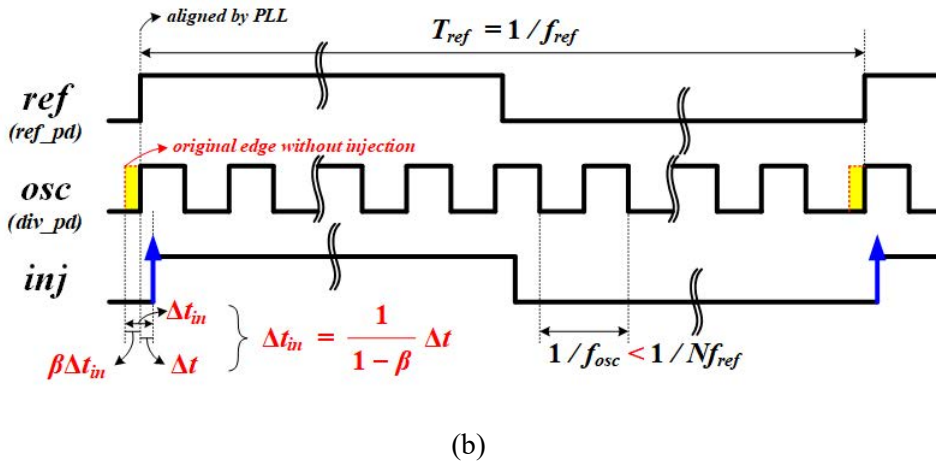 aligned by PLL
T_ref = 1 / f_ref
ref
(ref_pd)
original edge without injection
osc
(div_pd)
inj
Δt_in
βΔt_in
Δt
Δt_in = 1 / (1 − β) Δt
1 / f_osc < 1 / Nf_ref
(b)